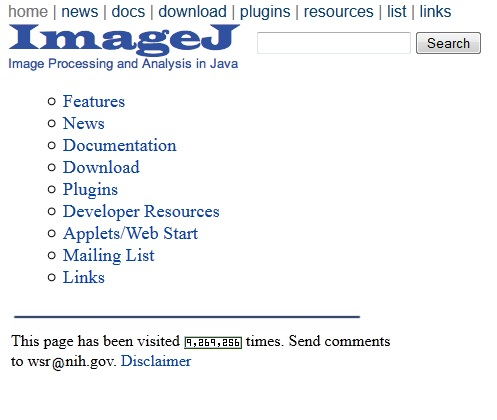 home | news | docs | download | plugins | resources | list | links
ImageJ
Search
Image Processing and Analysis in Java
Features
News
Documentation
Download
Plugins
Developer Resources
Applets/Web Start
Mailing List
Links
This page has been visited 9,269,256 times. Send comments
to wsr@nih.gov. Disclaimer